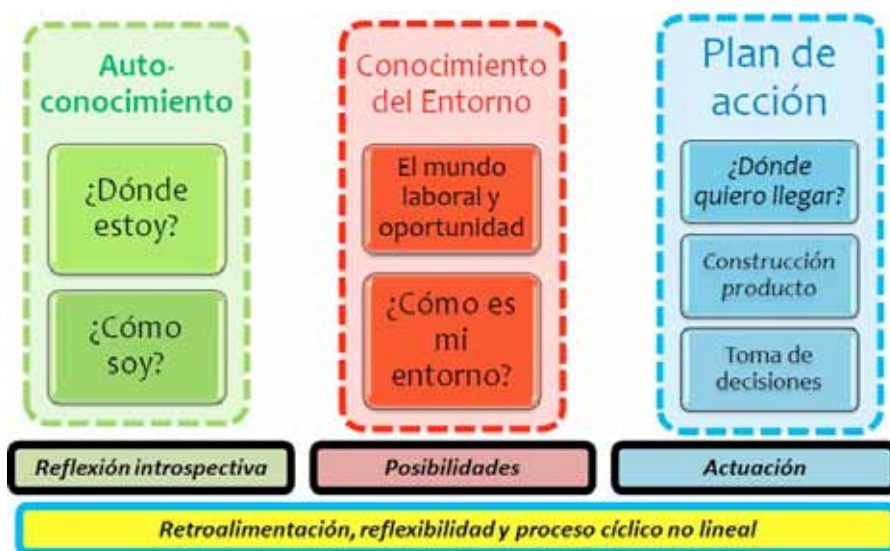 Auto-
conocimiento
¿Dónde
estoy?
¿Cómo
soy?
Reflexión introspectiva
Conocimiento
del Entorno
El mundo
laboral y
oportunidad
¿Cómo es
mi
entorno?
Posibilidades
Plan de
acción
¿Dónde
quiero llegar?
Construcción
producto
Toma de
decisiones
Actuación
Retroalimentación, reflexibilidad y proceso cíclico no lineal